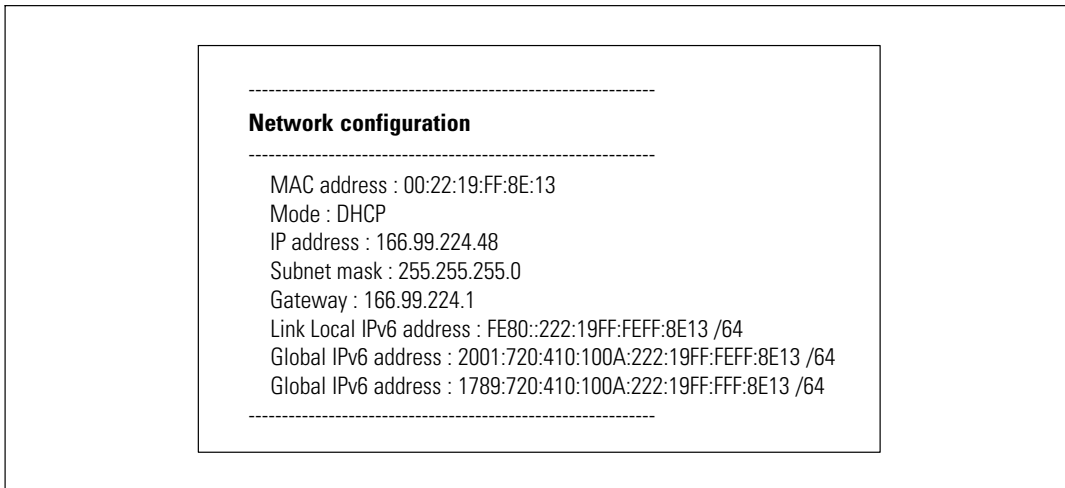 ------------------------------------------------------------
Network configuration
------------------------------------------------------------
MAC address : 00:22:19:FF:8E:13
Mode : DHCP
IP address : 166.99.224.48
Subnet mask : 255.255.255.0
Gateway : 166.99.224.1
Link Local IPv6 address : FE80::222:19FF:FEFF:8E13 /64
Global IPv6 address : 2001:720:410:100A:222:19FF:FEFF:8E13 /64
Global IPv6 address : 1789:720:410:100A:222:19FF:FFF:8E13 /64
------------------------------------------------------------